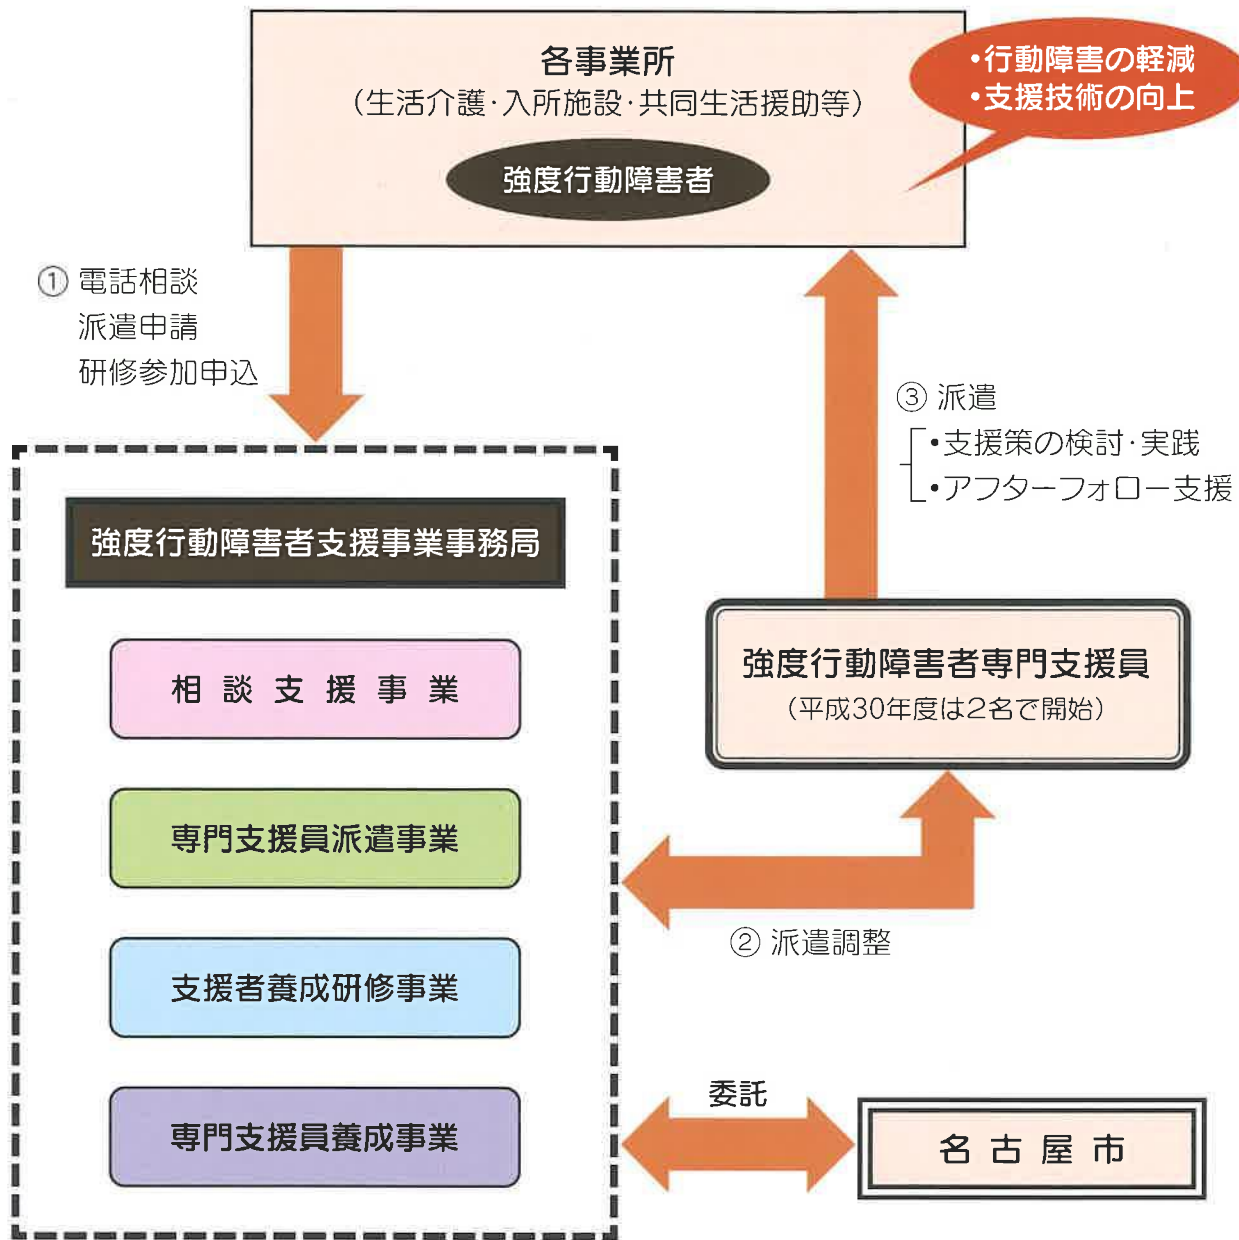 各事業所
（生活介護・入所施設・共同生活援助等）
強度行動障害者
•行動障害の軽減
•支援技術の向上
① 電話相談
派遣申請
研修参加申込
③ 派遣
•支援策の検討・実践
•アフターフォロー支援
強度行動障害者支援事業事務局
相談支援事業
専門支援員派遣事業
支援者養成研修事業
専門支援員養成事業
強度行動障害者専門支援員
（平成30年度は2名で開始）
② 派遣調整
委託
名古屋市